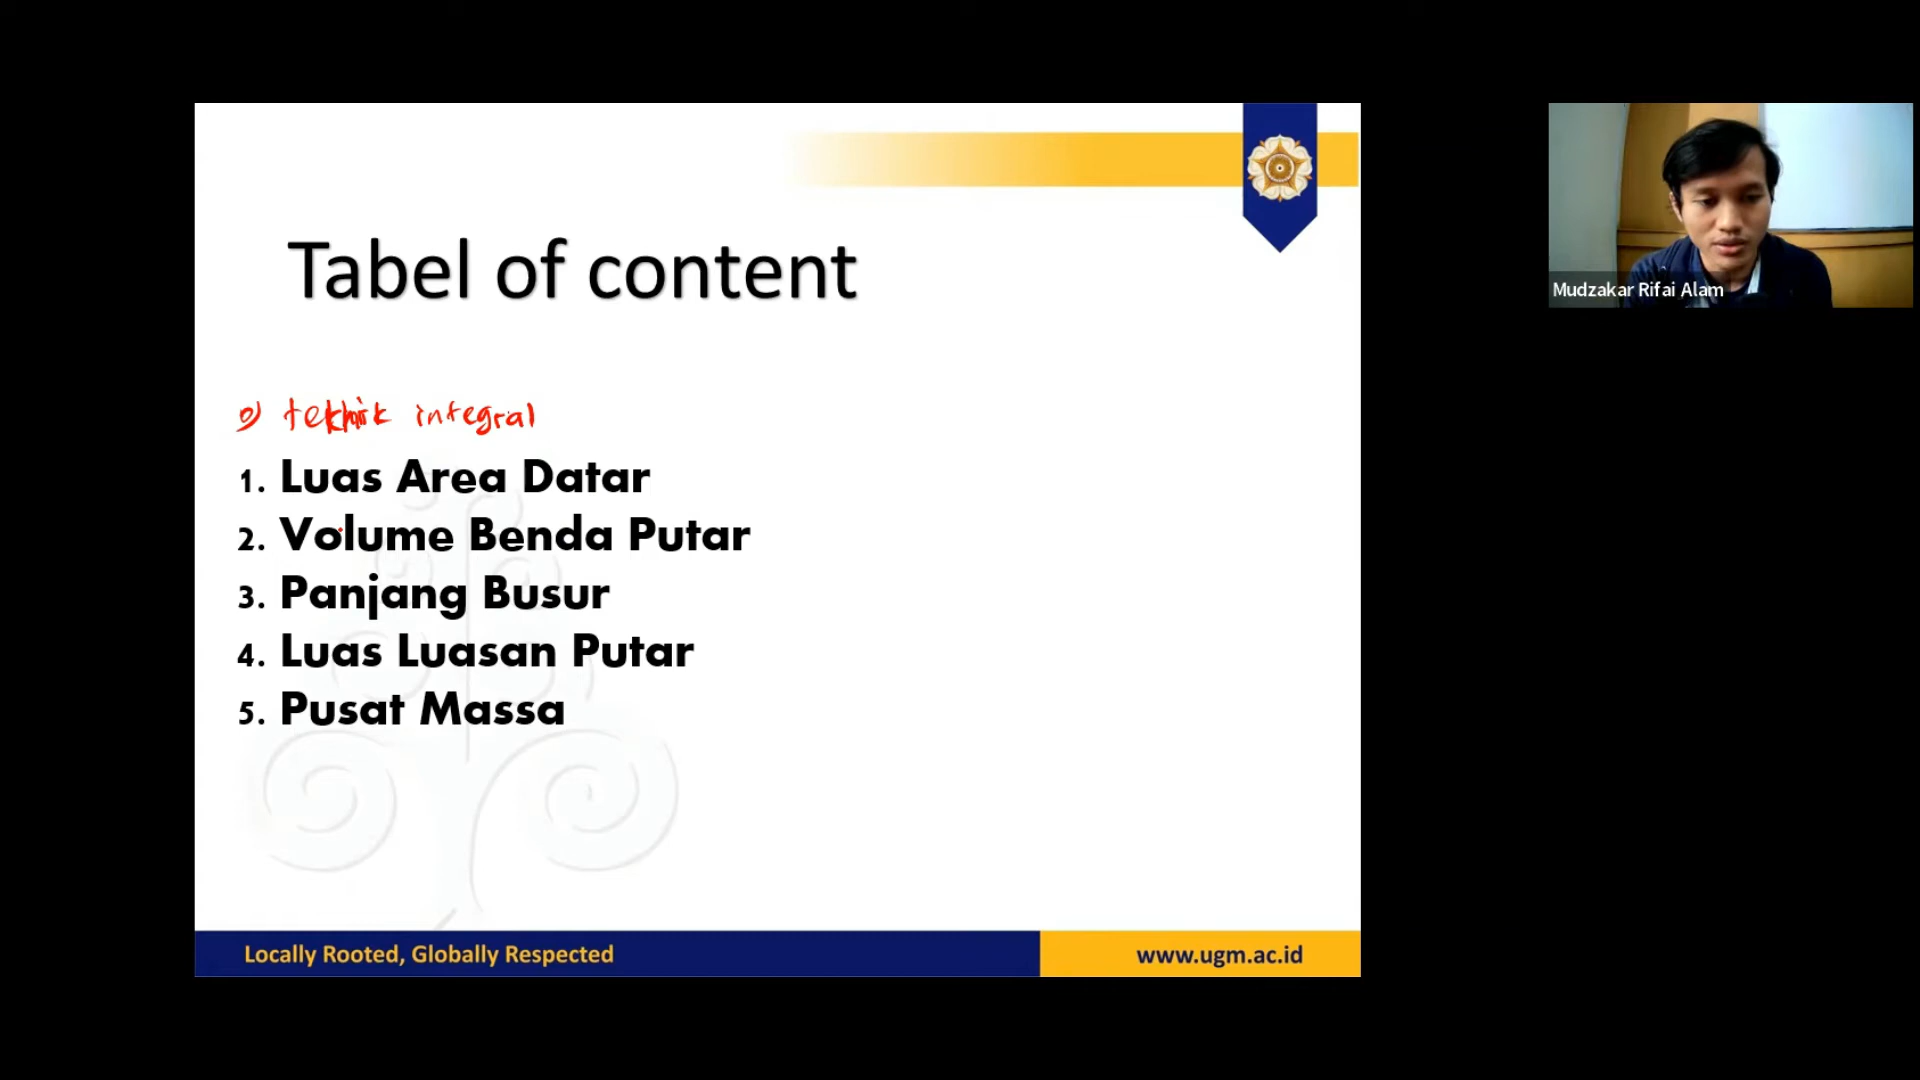 Tabel of content
0) teknik integral
1. Luas Area Datar
2. Volume Benda Putar
3. Panjang Busur
4. Luas Luasan Putar
5. Pusat Massa
Locally Rooted, Globally Respected
www.ugm.ac.id
Mudzakar Rifai Alam